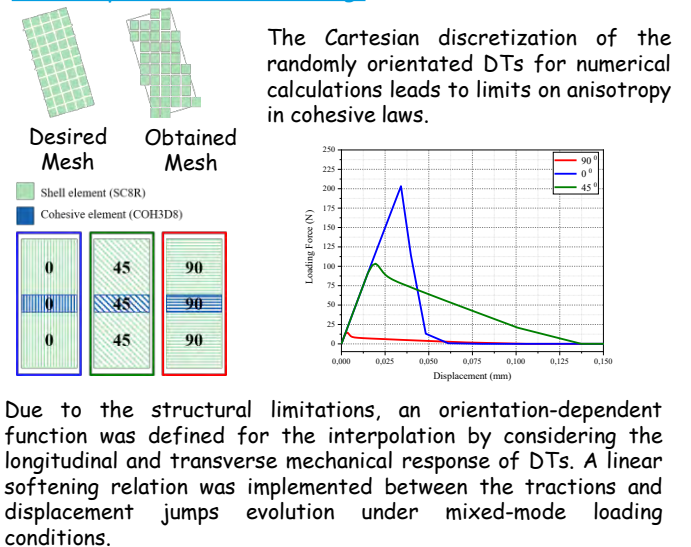 The Cartesian discretization of the
randomly orientated DTs for numerical
calculations leads to limits on anisotropy
in cohesive laws.
Desired
Mesh
Obtained
Mesh
Shell element (SC8R)
Cohesive element (COH3D8)
0
0
0
45
45
45
90
90
90
250
225
200
175
150
125
100
75
50
25
0
Loading Force (N)
0,000
0,025
0,050
0,075
0,100
0,125
0,150
Displacement (mm)
90 ⁰
0 ⁰
45 ⁰
Due to the structural limitations, an orientation-dependent
function was defined for the interpolation by considering the
longitudinal and transverse mechanical response of DTs. A linear
softening relation was implemented between the tractions and
displacement jumps evolution under mixed-mode loading
conditions.